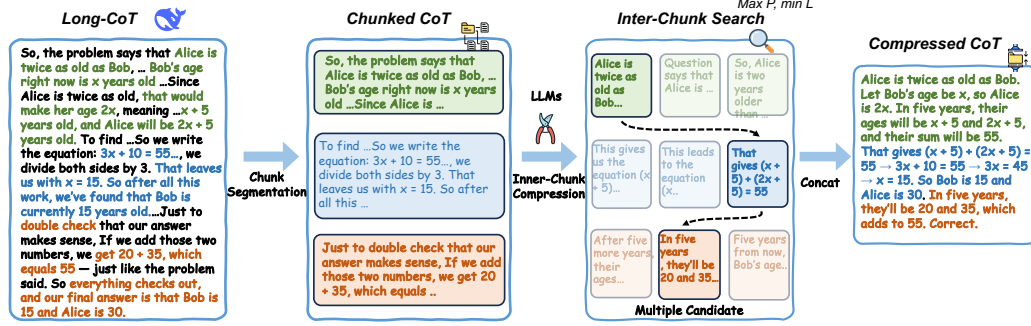 Max P, min L
Long-CoT
Chunked CoT
Inter-Chunk Search
Compressed CoT
So, the problem says that Alice is
twice as old as Bob, … Bob's age
right now is x years old …Since
Alice is twice as old, that would
make her age 2x, meaning …x + 5
years old, and Alice will be 2x + 5
years old. To find …So we write
the equation: 3x + 10 = 55…, we
divide both sides by 3. That leaves
us with x = 15. So after all this
work, we've found that Bob is
currently 15 years old.…Just to
double check that our answer
makes sense, If we add those two
numbers, we get 20 + 35, which
equals 55 — just like the problem
said. So everything checks out,
and our final answer is that Bob is
15 and Alice is 30.
Chunk
Segmentation
So, the problem says that
Alice is twice as old as Bob, …
Bob's age right now is x years
old …Since Alice is …
To find …So we write the
equation: 3x + 10 = 55…, we
divide both sides by 3. That
leaves us with x = 15. So after
all this …
Just to double check that our
answer makes sense, If we add
those two numbers, we get 20
+ 35, which equals ..
LLMs
Inner-Chunk
Compression
Alice is
twice as
old as
Bob…
Question
says that
Alice is …
So, Alice
is two
years
older
than …
This gives
us the
equation (x
+ 5)…
This leads
to the
equation
(x..
That
gives (x +
5) + (2x +
5) = 55
After five
more years,
their
ages…
In five
years
, they'll be
20 and 35…
Five years
from now,
Bob's age..
Multiple Candidate
Concat
Alice is twice as old as Bob.
Let Bob's age be x, so Alice
is 2x. In five years, their
ages will be x + 5 and 2x + 5,
and their sum will be 55.
That gives (x + 5) + (2x + 5) =
55 → 3x + 10 = 55 → 3x = 45
→ x = 15. So Bob is 15 and
Alice is 30. In five years,
they'll be 20 and 35, which
adds to 55. Correct.